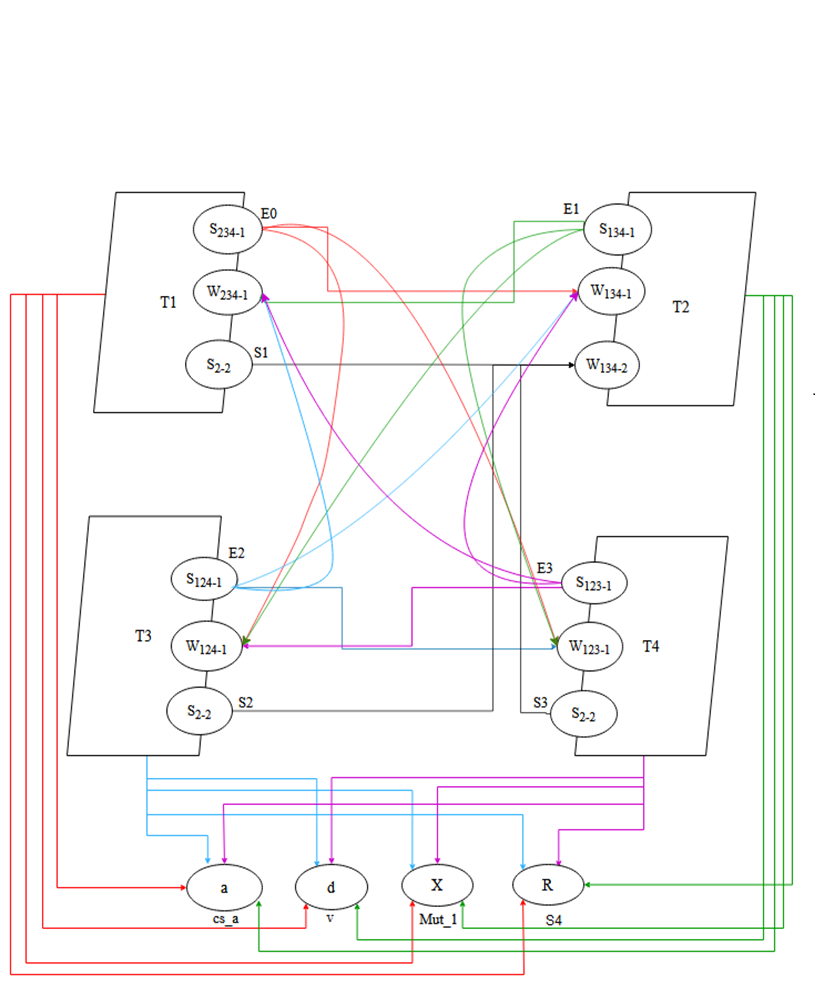 E0
E1
S234-1
S134-1
W234-1
W134-1
T1
T2
S1
S2-2
W134-2
E2
E3
S124-1
S123-1
T3
W124-1
W123-1
T4
S2
S3
S2-2
S2-2
a
d
X
R
cs_a
v
Mut_1
S4